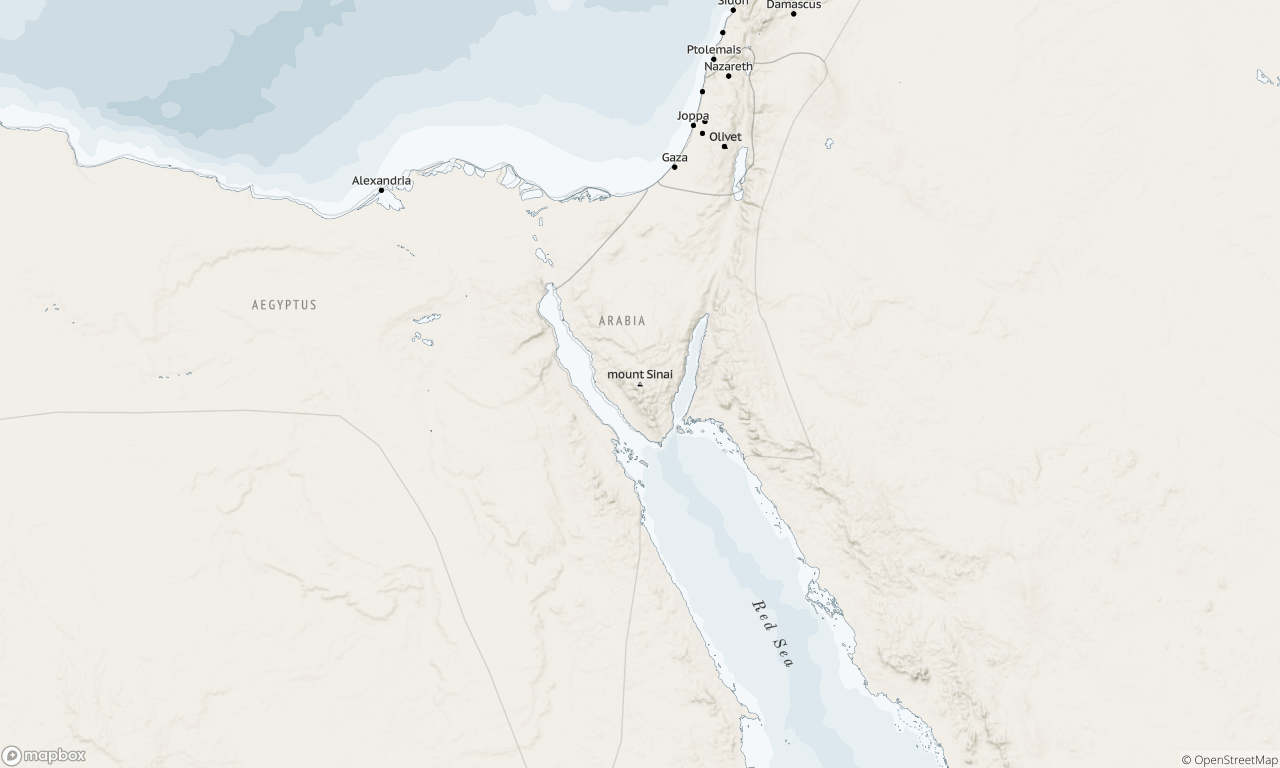 Sidon
Damascus
Ptolemais
Nazareth
Joppa
Olivet
Gaza
Alexandria
AEGYPTUS
ARABIA
mount Sinai
Red Sea
mapbox
© OpenStreetMap